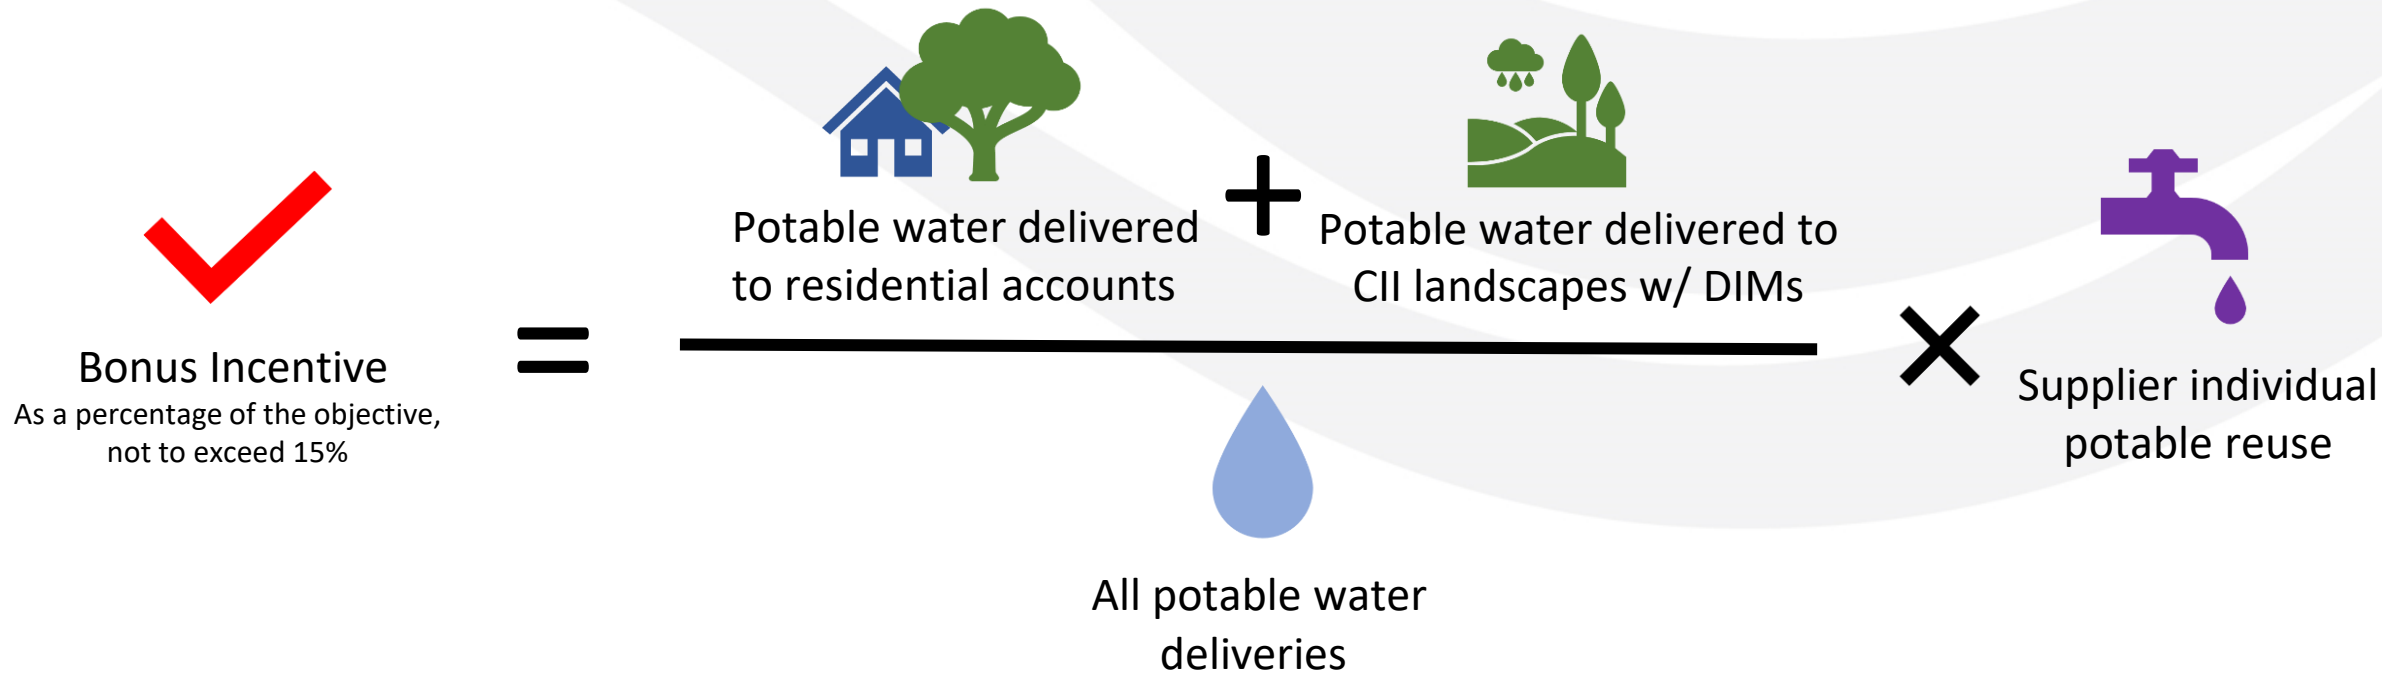 Bonus Incentive
As a percentage of the objective,
not to exceed 15%
=
Potable water delivered
to residential accounts
+
Potable water delivered to
CII landscapes w/ DIMs
All potable water
deliveries
×
Supplier individual
potable reuse